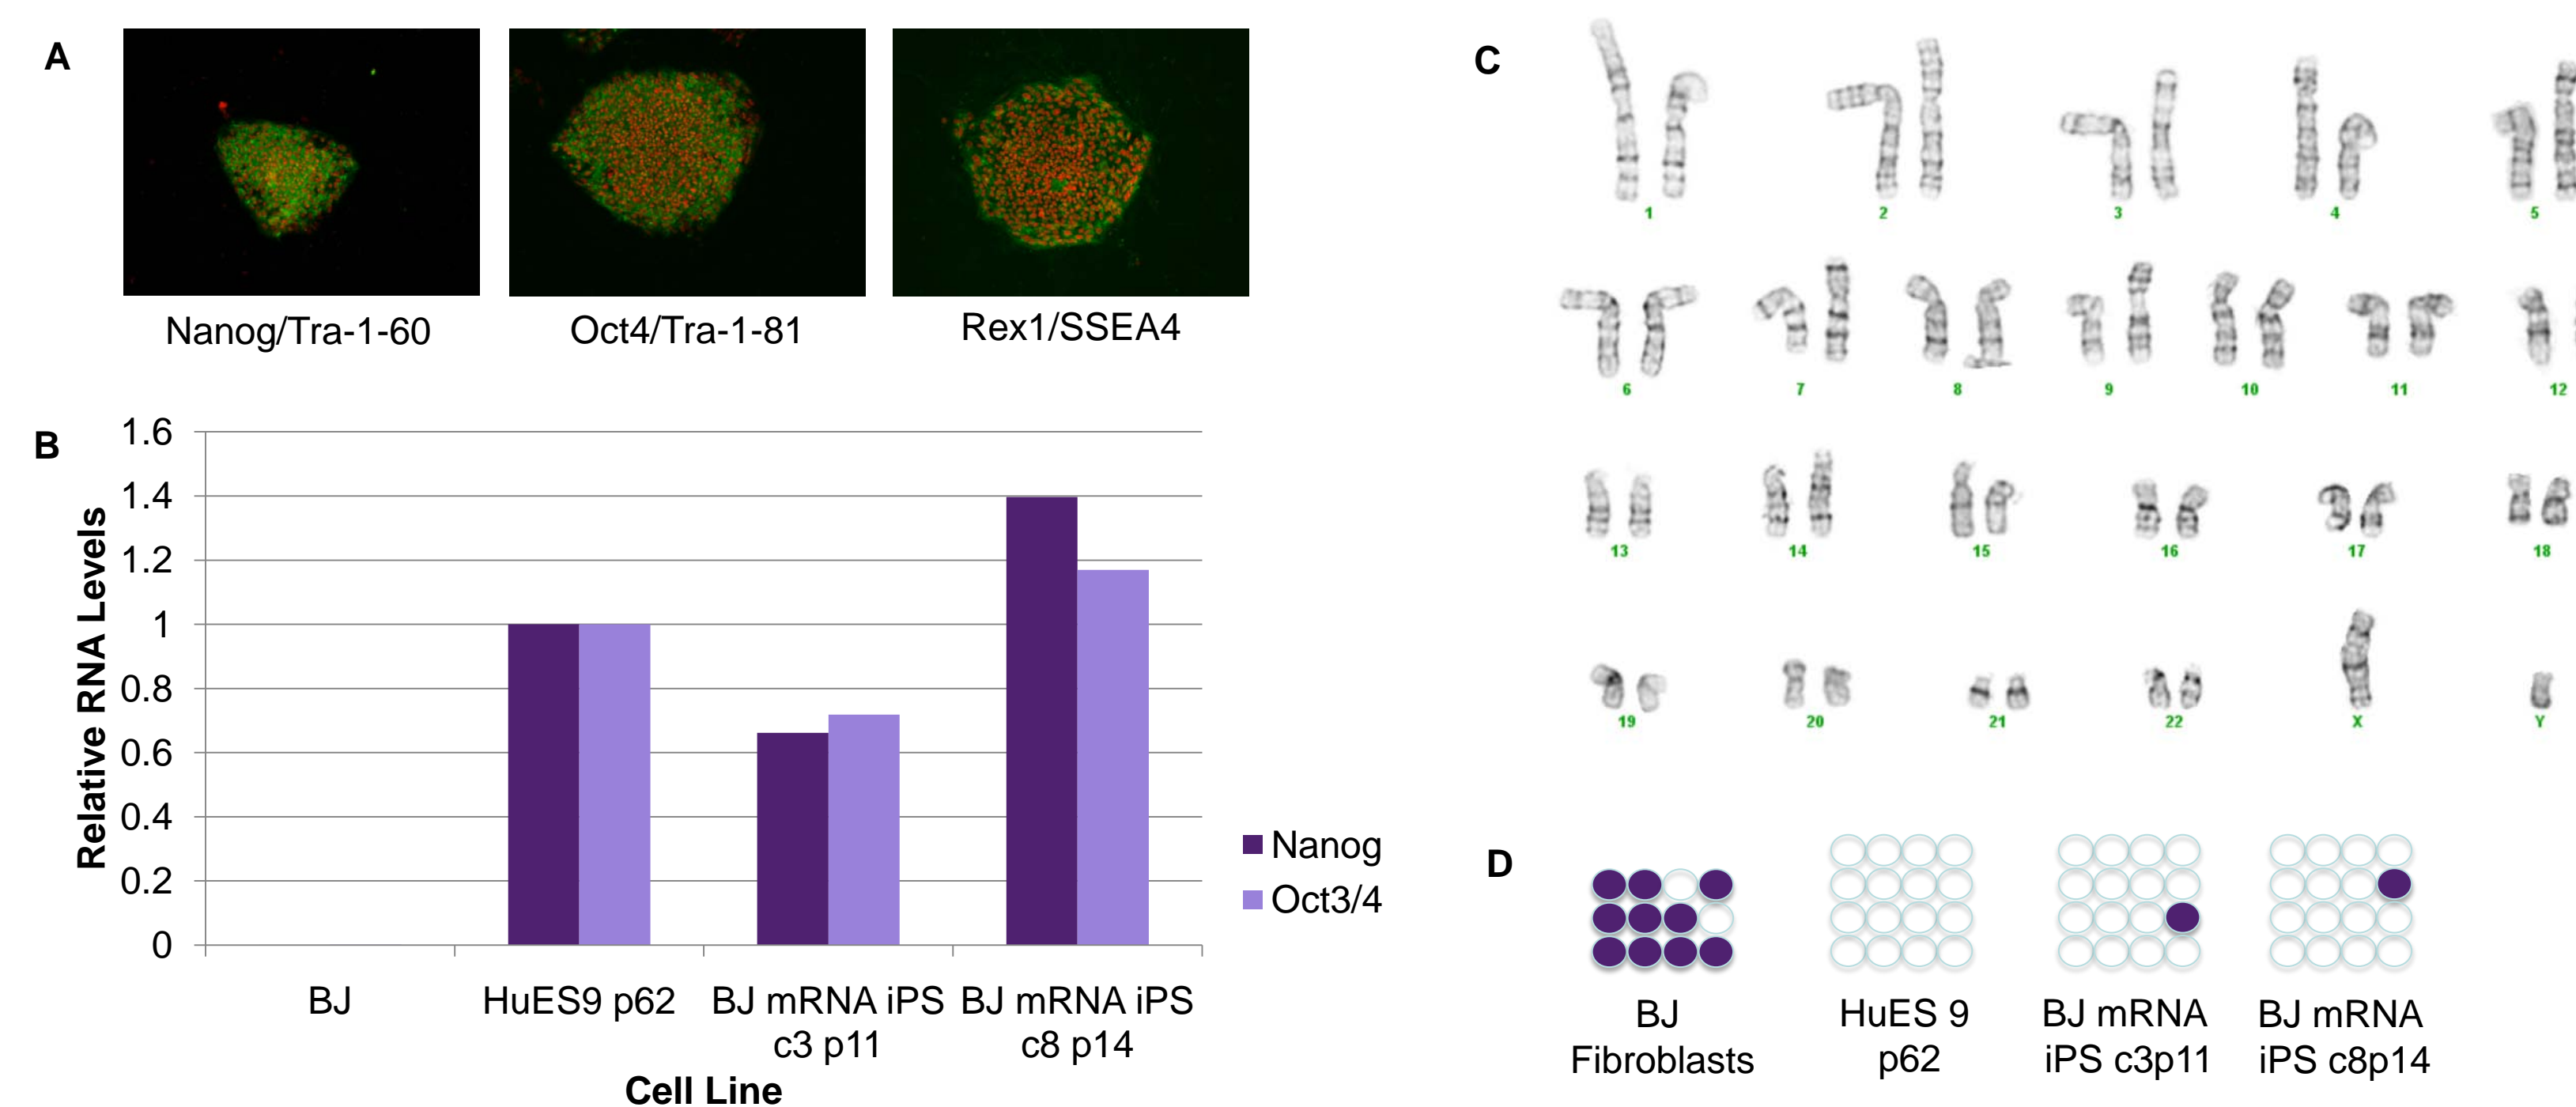 A
Nanog/Tra-1-60
Oct4/Tra-1-81
Rex1/SSEA4
B
1.6
1.4
1.2
1
0.8
0.6
0.4
0.2
0
Relative RNA Levels
BJ
HuES9 p62
BJ mRNA iPS
c3 p11
BJ mRNA iPS
c8 p14
Cell Line
Nanog
Oct3/4
C
1 2 3 4 5
6 7 8 9 10 11 12
13 14 15 16 17 18
19 20 21 22 X Y
D
BJ
Fibroblasts
HuES 9
p62
BJ mRNA
iPS c3p11
BJ mRNA
iPS c8p14